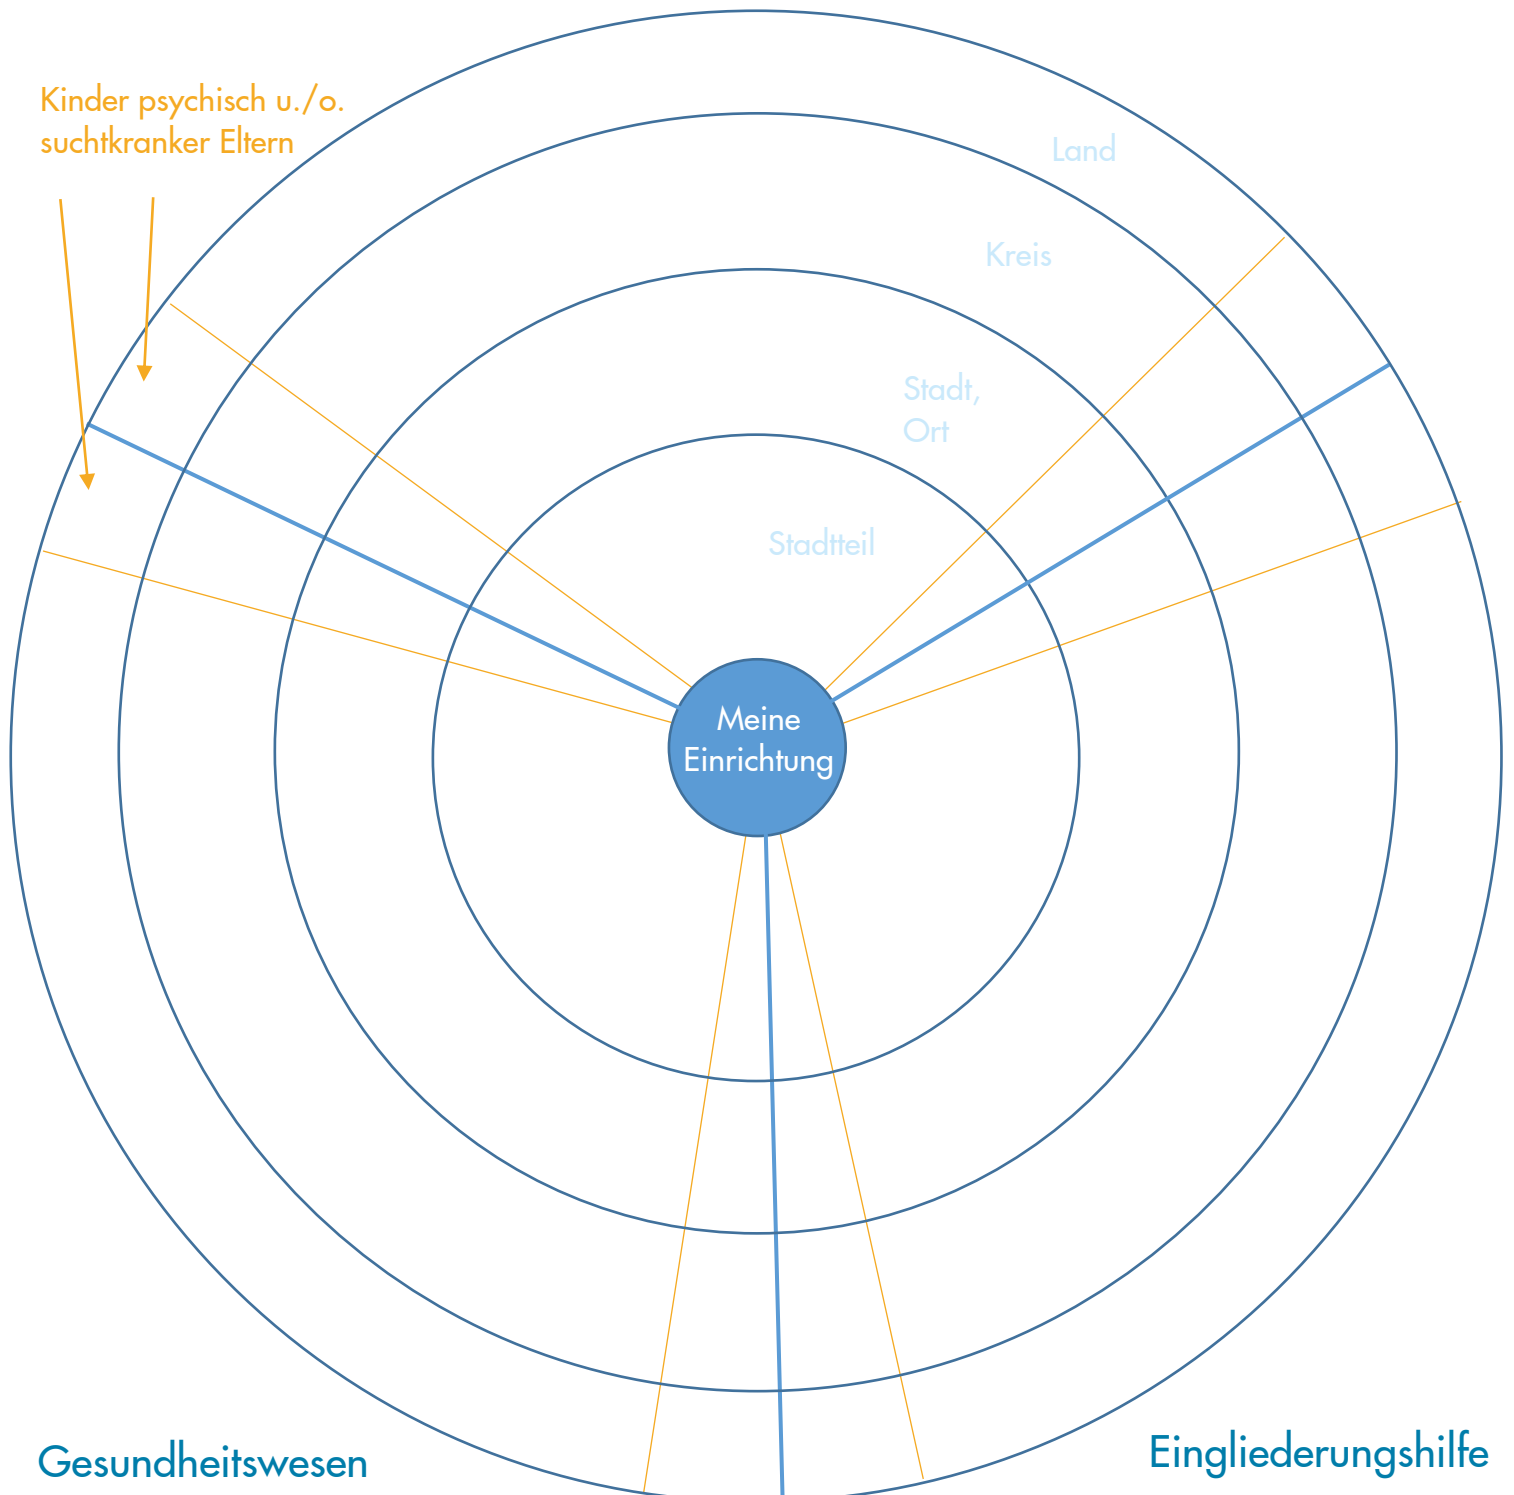 Kinder psychisch u./o.
suchtkranker Eltern
Land
Kreis
Stadt,
Ort
Stadtteil
Meine
Einrichtung
Gesundheitswesen
Eingliederungshilfe